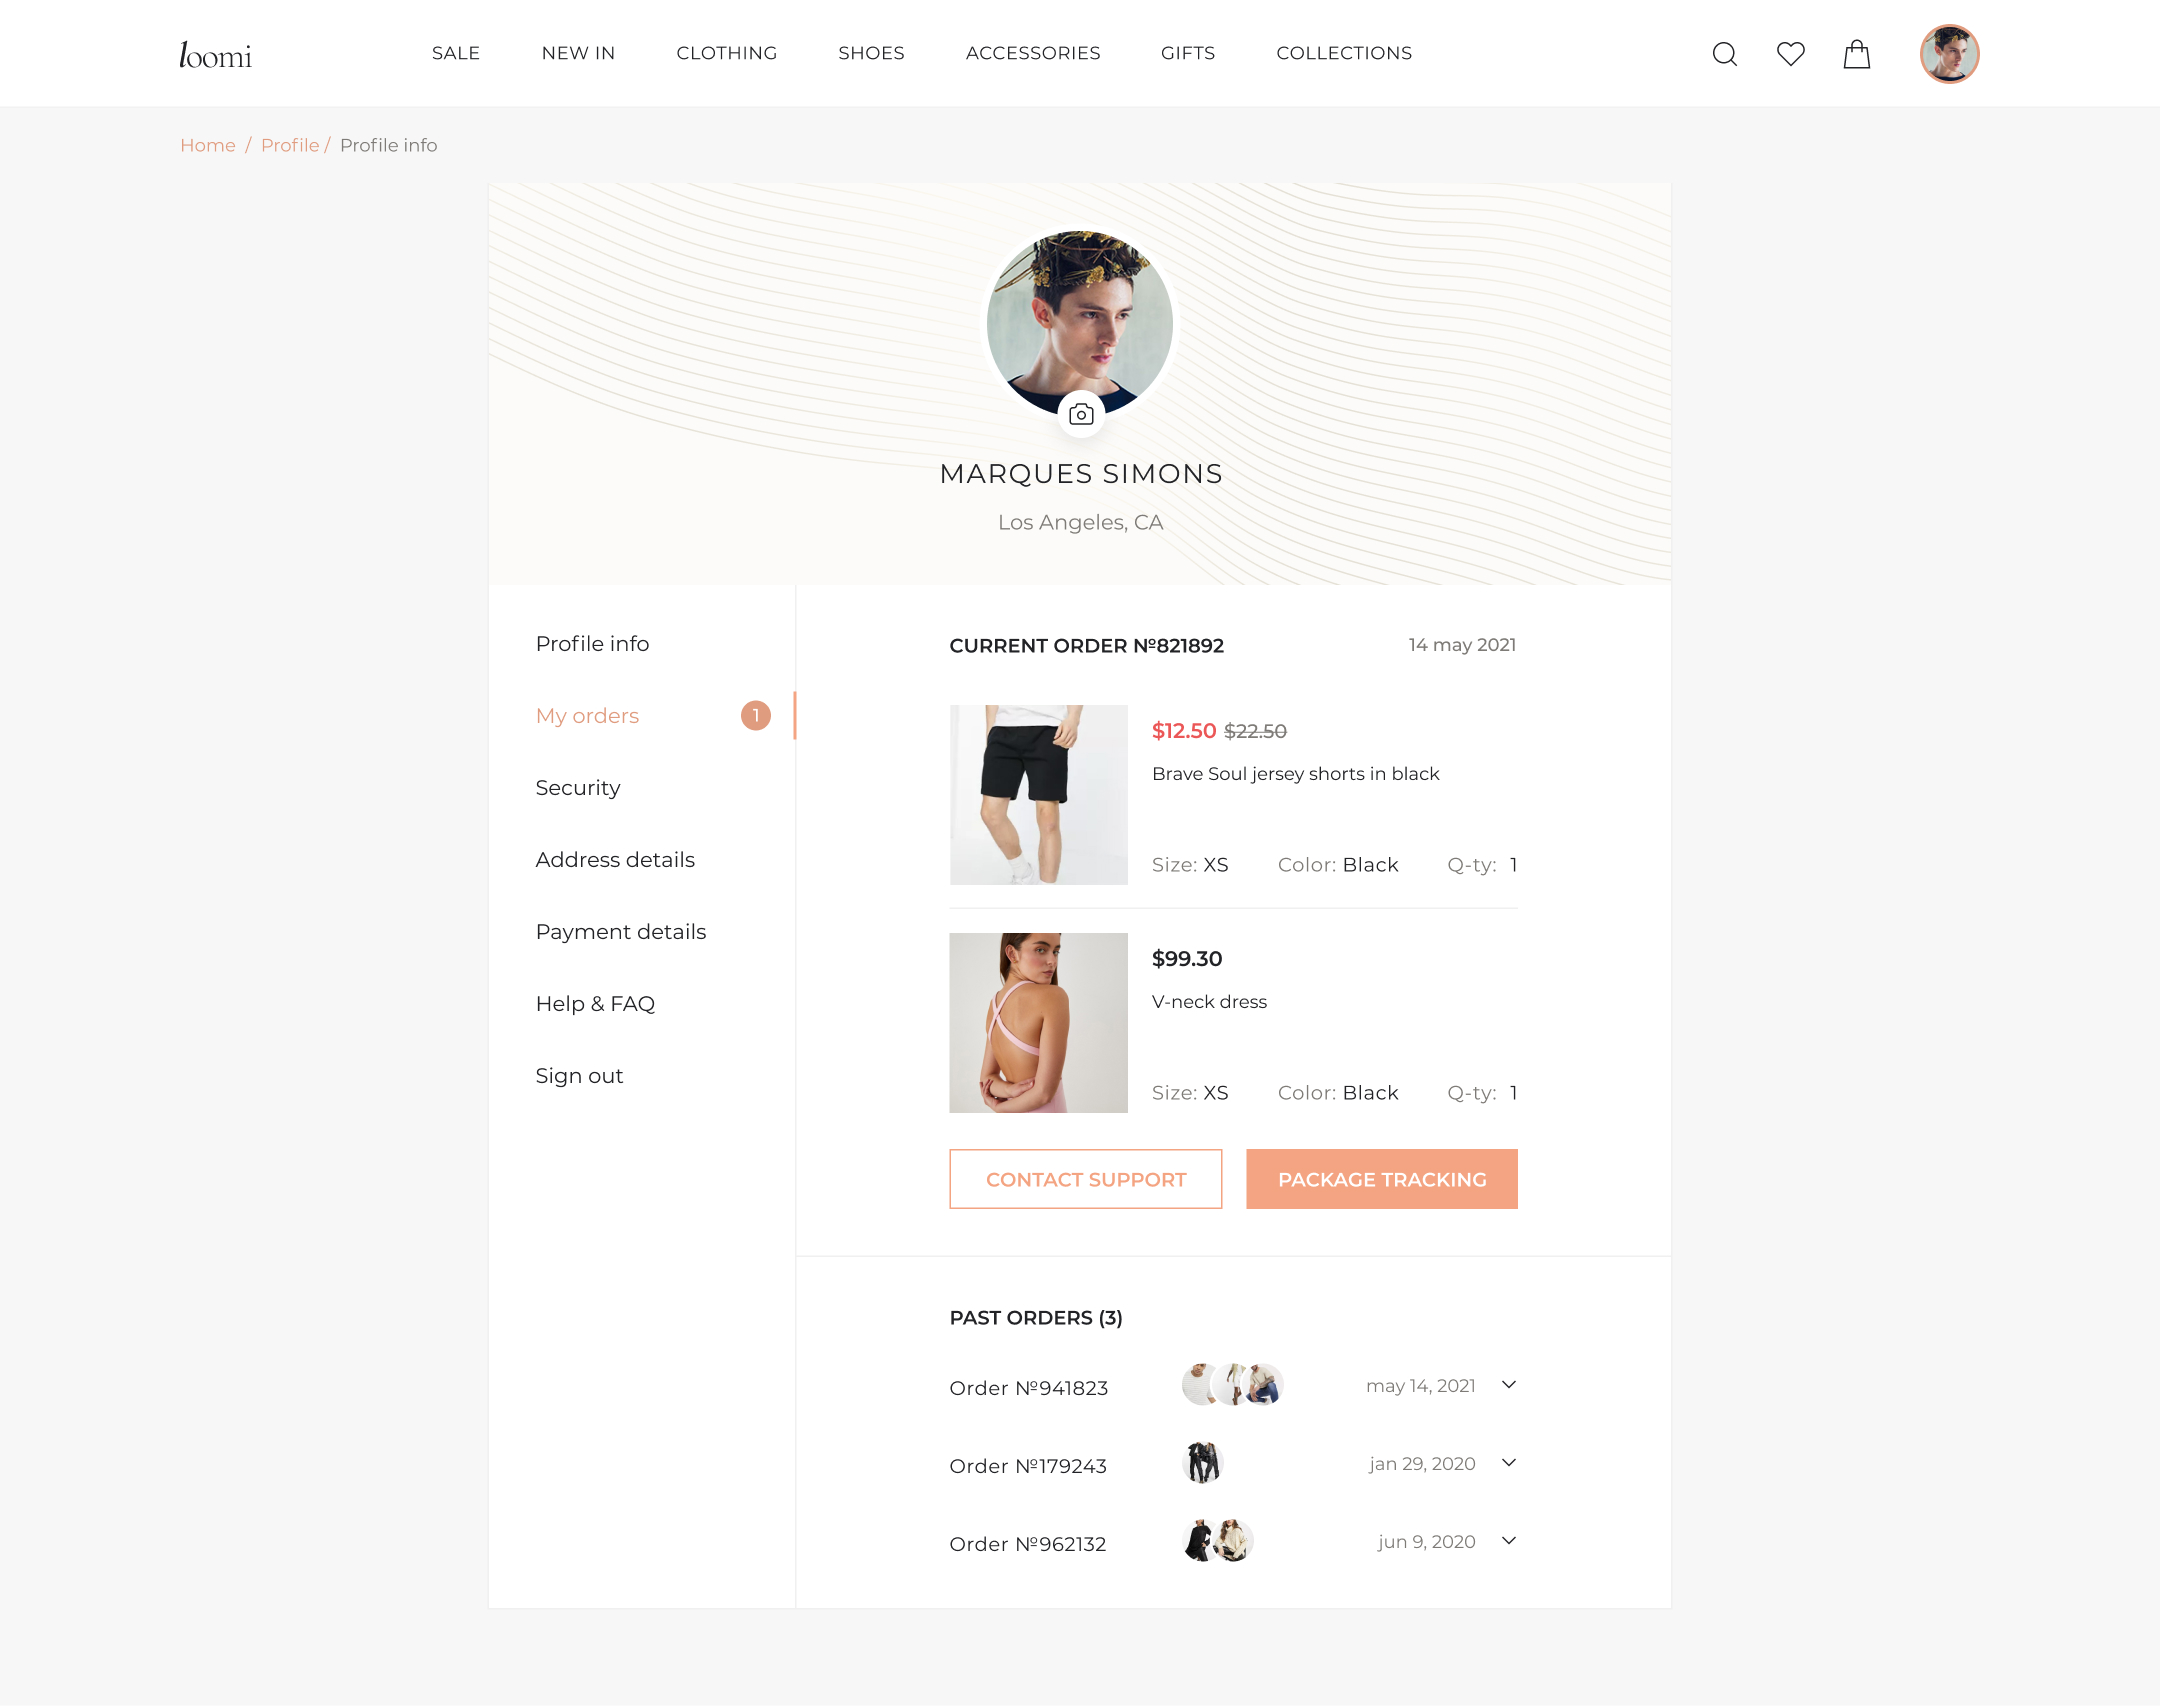 loomi
SALE NEW IN CLOTHING SHOES ACCESSORIES GIFTS COLLECTIONS
Home / Profile / Profile info
MARQUES SIMONS
Los Angeles, CA
Profile info
My orders 1
Security
Address details
Payment details
Help & FAQ
Sign out
CURRENT ORDER №821892 14 may 2021
$12.50 $22.50
Brave Soul jersey shorts in black
Size: XS Color: Black Q-ty: 1
$99.30
V-neck dress
Size: XS Color: Black Q-ty: 1
CONTACT SUPPORT PACKAGE TRACKING
PAST ORDERS (3)
Order №941823 may 14, 2021
Order №179243 jan 29, 2020
Order №962132 jun 9, 2020